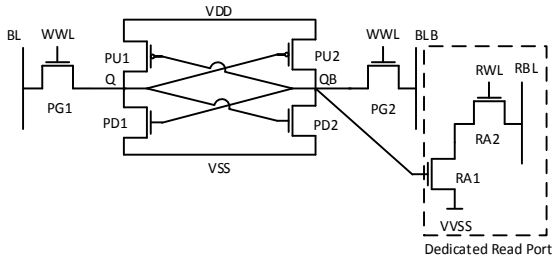 VDD
BL
WWL
PU1
PU2
WWL
BLB
Q
QB
RWL
RBL
PG1
PG2
PD1
PD2
RA2
VSS
RA1
VVSS
Dedicated Read Port